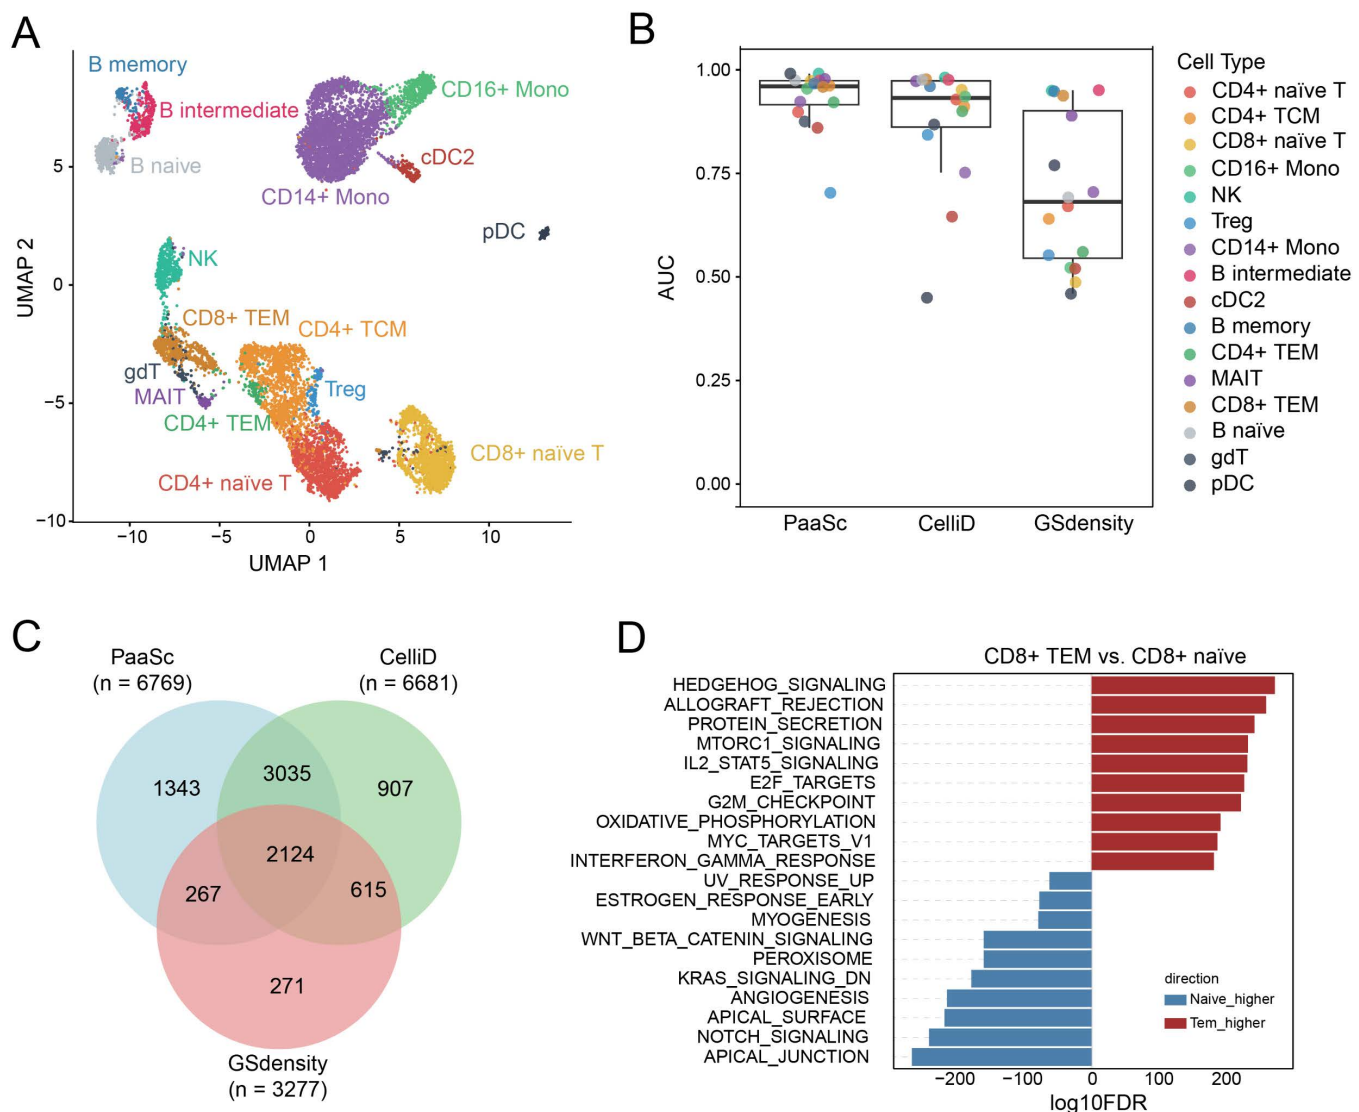 A
B memory
B intermediate
B naive
CD16+ Mono
cDC2
CD14+ Mono
pDC
NK
CD8+ TEM
CD4+ TCM
gdT
MAIT
Treg
CD4+ TEM
CD4+ naïve T
CD8+ naïve T
UMAP 2
5
0
−5
−10
−10
−5
0
5
10
UMAP 1
B
AUC
1.00
0.75
0.50
0.25
0.00
PaaSc
CelliD
GSdensity
Cell Type
CD4+ naïve T
CD4+ TCM
CD8+ naïve T
CD16+ Mono
NK
Treg
CD14+ Mono
B intermediate
cDC2
B memory
CD4+ TEM
MAIT
CD8+ TEM
B naïve
gdT
pDC
C
PaaSc
(n = 6769)
CelliD
(n = 6681)
1343
3035
907
2124
267
615
271
GSdensity
(n = 3277)
D
CD8+ TEM vs. CD8+ naïve
HEDGEHOG_SIGNALING
ALLOGRAFT_REJECTION
PROTEIN_SECRETION
MTORC1_SIGNALING
IL2_STAT5_SIGNALING
E2F_TARGETS
G2M_CHECKPOINT
OXIDATIVE_PHOSPHORYLATION
MYC_TARGETS_V1
INTERFERON_GAMMA_RESPONSE
UV_RESPONSE_UP
ESTROGEN_RESPONSE_EARLY
MYOGENESIS
WNT_BETA_CATENIN_SIGNALING
PEROXISOME
KRAS_SIGNALING_DN
ANGIOGENESIS
APICAL_SURFACE
NOTCH_SIGNALING
APICAL_JUNCTION
direction
Naive_higher
Tem_higher
−200
−100
0
100
200
log10FDR